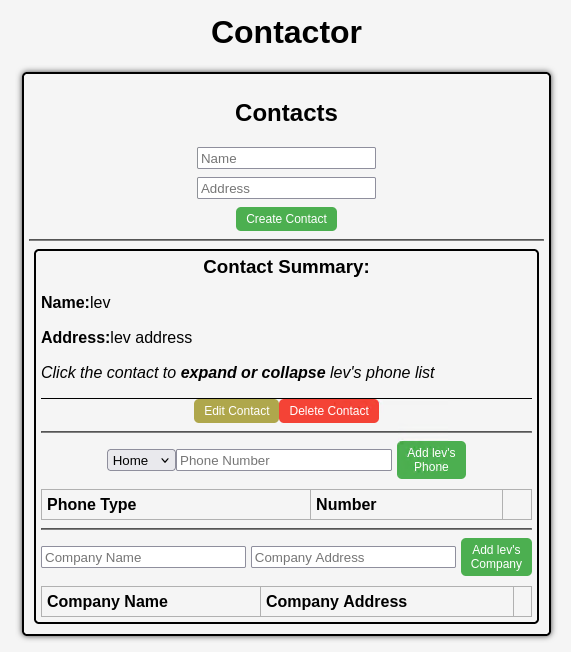 Contactor
Contacts
Name
Address
Create Contact
Contact Summary:
Name:lev
Address:lev address
Click the contact to expand or collapse lev's phone list
Edit Contact Delete Contact
Home Phone Number Add lev's
Phone
Phone Type Number
Company Name Company Address Add lev's
Company
Company Name Company Address